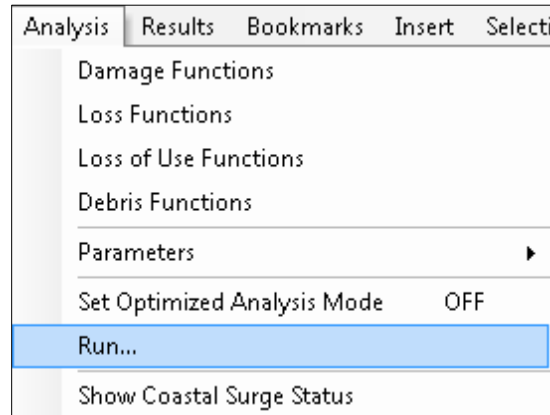 Analysis Results Bookmarks Insert Selecti
Damage Functions
Loss Functions
Loss of Use Functions
Debris Functions
Parameters
Set Optimized Analysis Mode OFF
Run...
Show Coastal Surge Status